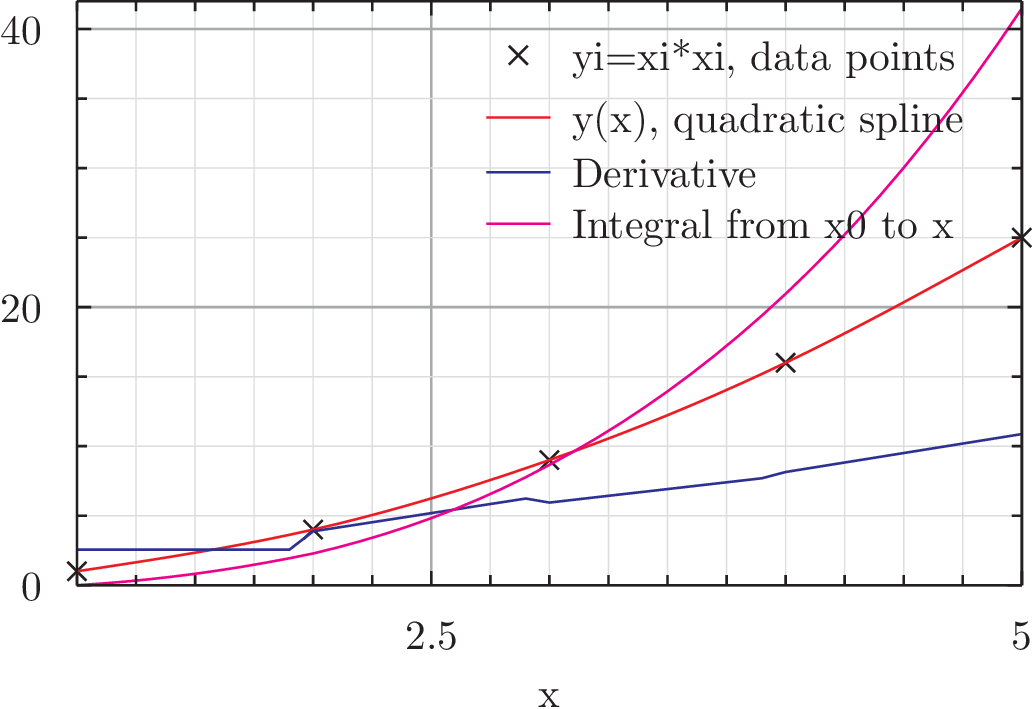 40
yi=xi*xi, data points
y(x), quadratic spline
Derivative
Integral from x0 to x
20
0
2.5
5
x